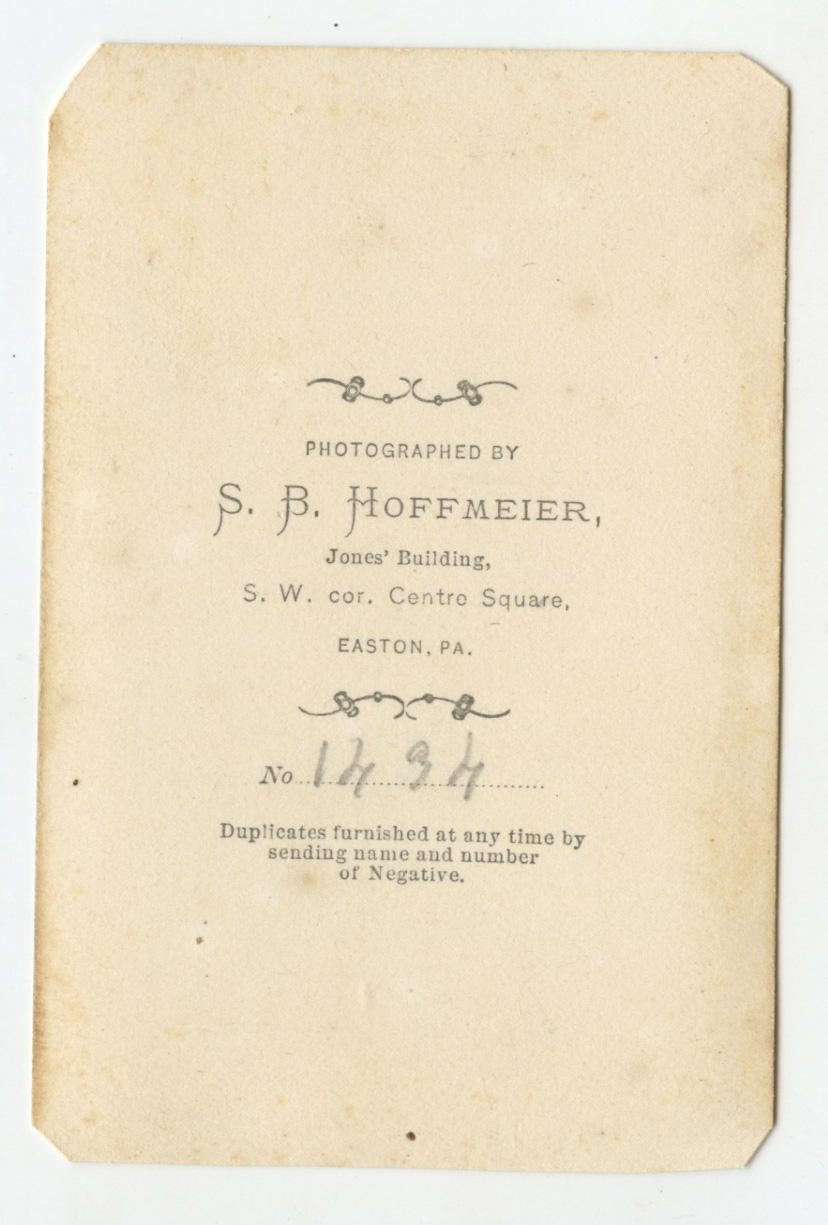 PHOTOGRAPHED BY
S. B. HOFFMEIER,
Jones' Building,
S. W. cor. Centre Square,
EASTON, PA.
No. 1434
Duplicates furnished at any time by
sending name and number
of Negative.